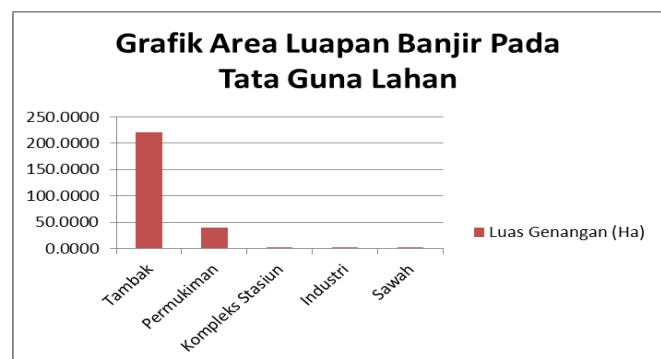 Grafik Area Luapan Banjir Pada
Tata Guna Lahan
250.0000
200.0000
150.0000
100.0000
50.0000
0.0000
Luas Genangan (Ha)
Tambak
Permukiman
Kompleks Stasiun
Industri
Sawah